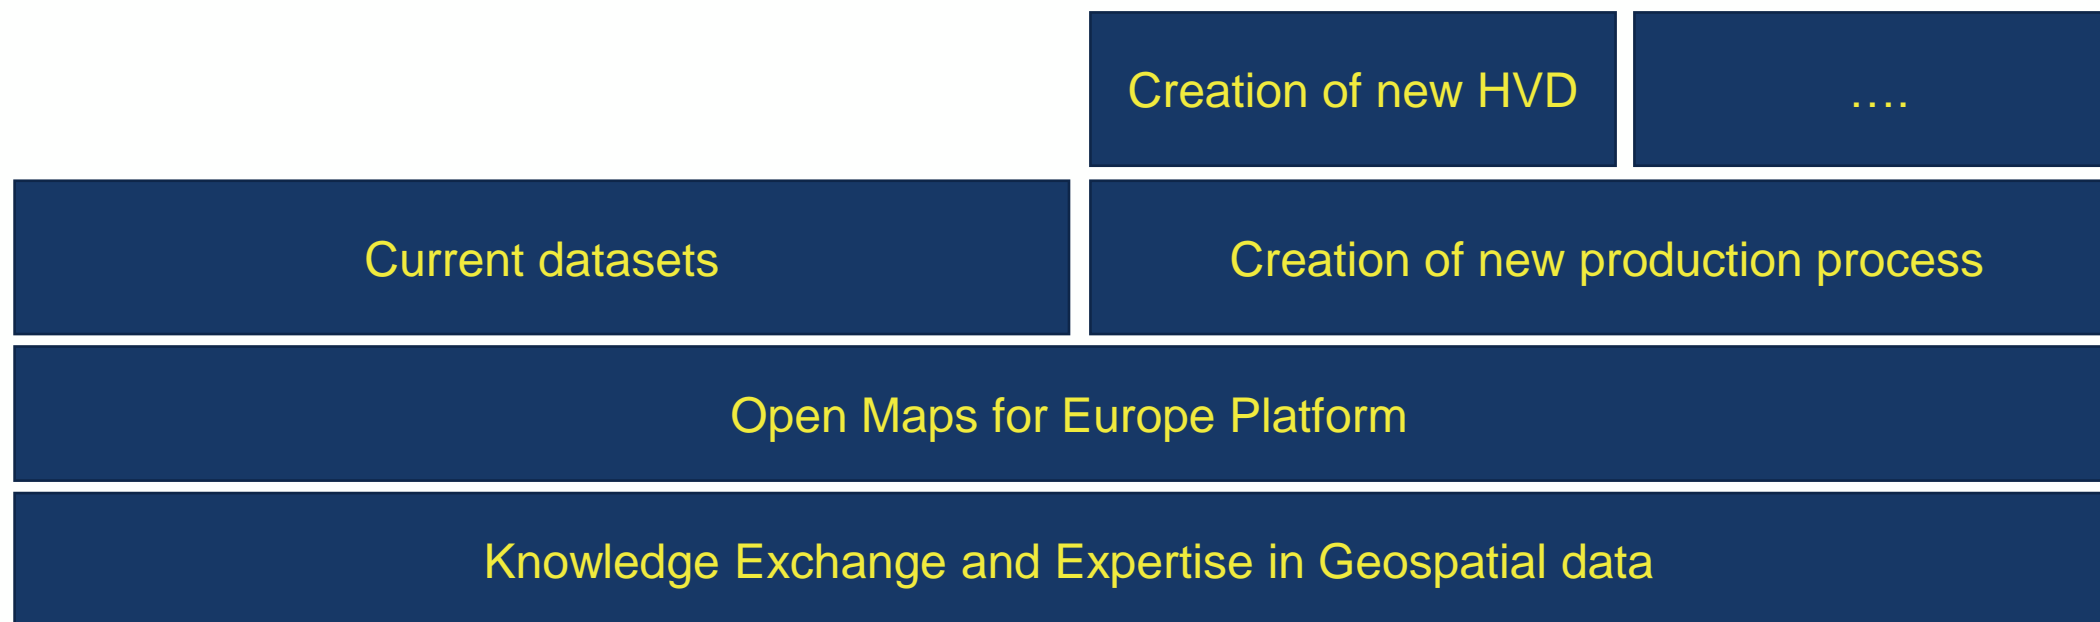 Creation of new HVD
….
Current datasets
Creation of new production process
Open Maps for Europe Platform
Knowledge Exchange and Expertise in Geospatial data